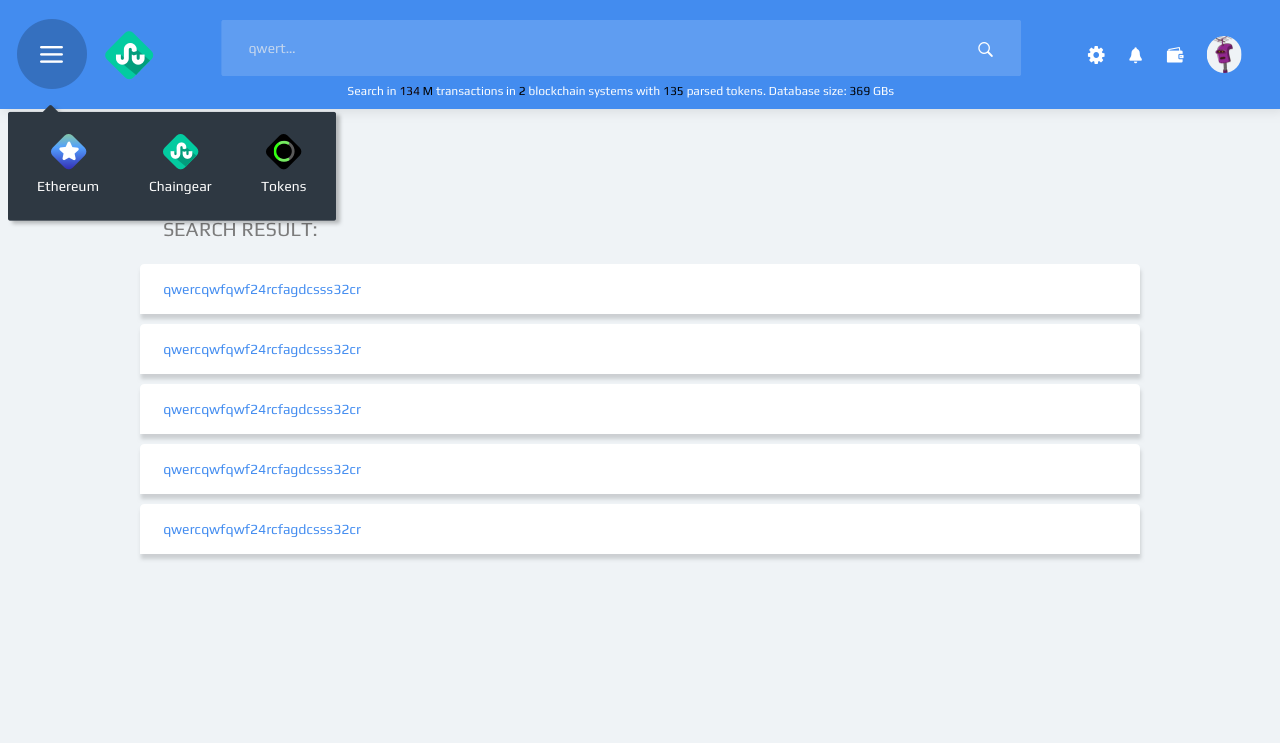 qwert...
Search in 134 M transactions in 2 blockchain systems with 135 parsed tokens. Database size: 369 GBs
Ethereum
Chaingear
Tokens
SEARCH RESULT:
qwercqwfqwf24rcfagdcsss32cr
qwercqwfqwf24rcfagdcsss32cr
qwercqwfqwf24rcfagdcsss32cr
qwercqwfqwf24rcfagdcsss32cr
qwercqwfqwf24rcfagdcsss32cr